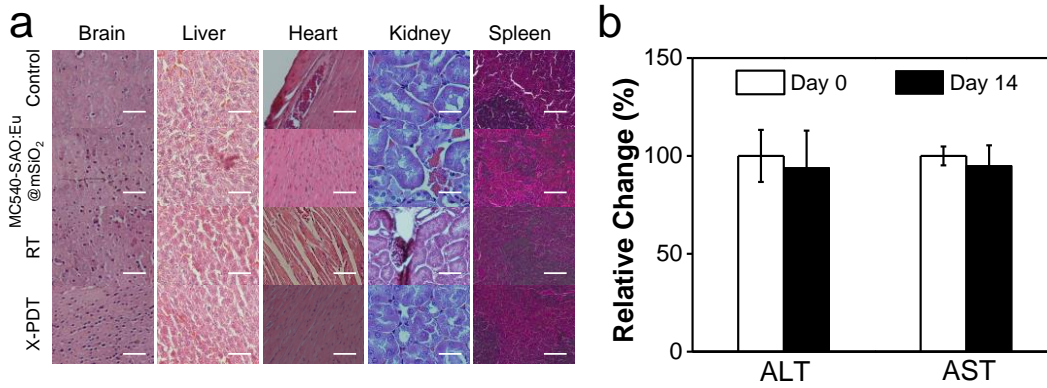 a
Brain Liver Heart Kidney Spleen
Control
MC540-SAO:Eu
@mSiO₂
RT
X-PDT
b
Relative Change (%)
150
100
50
0
Day 0 Day 14
ALT AST